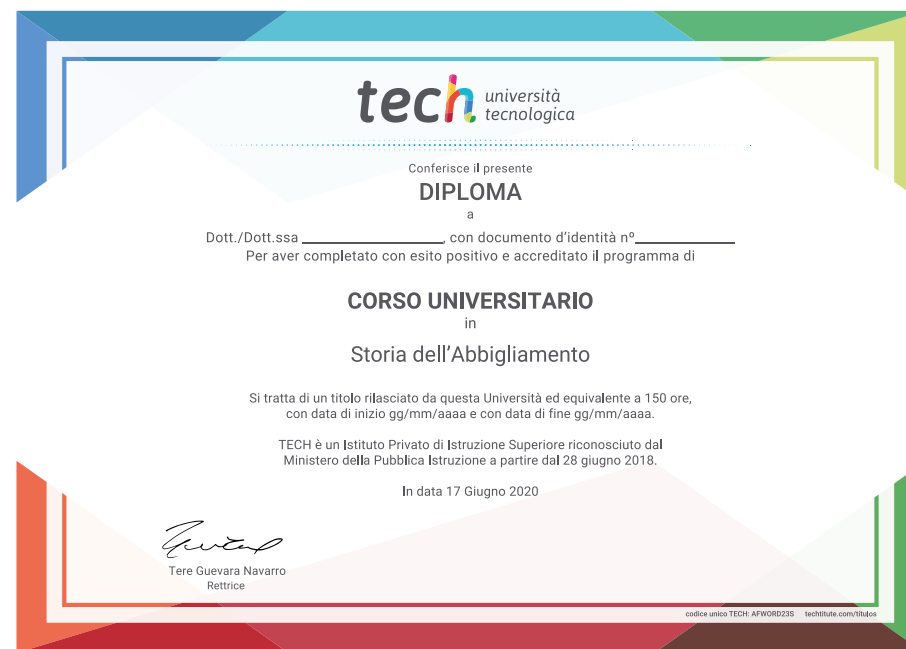 tech università
tecnologica
Conferisce il presente
DIPLOMA
a
Dott./Dott.ssa ____________________, con documento d'identità nº______________
Per aver completato con esito positivo e accreditato il programma di
CORSO UNIVERSITARIO
in
Storia dell'Abbigliamento
Si tratta di un titolo rilasciato da questa Università ed equivalente a 150 ore,
con data di inizio gg/mm/aaaa e con data di fine gg/mm/aaaa.
TECH è un Istituto Privato di Istruzione Superiore riconosciuto dal
Ministero della Pubblica Istruzione a partire dal 28 giugno 2018.
In data 17 Giugno 2020
Tere Guevara Navarro
Rettrice
codice unico TECH: AFWORD23S techtitute.com/títulos